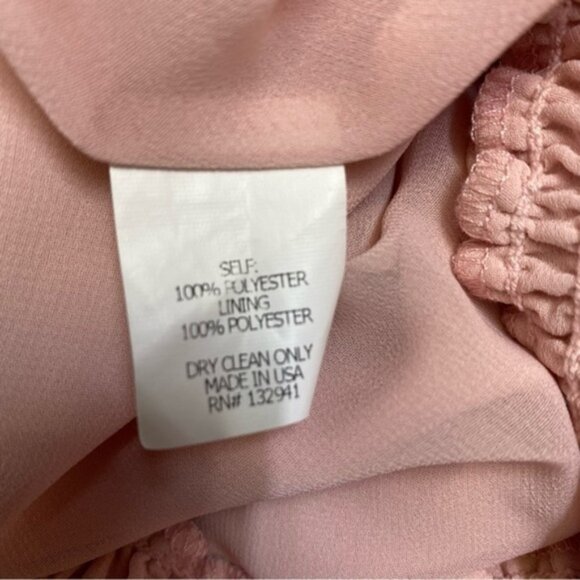 SELF:
100% POLYESTER
LINING
100% POLYESTER
DRY CLEAN ONLY
MADE IN USA
RN# 132941